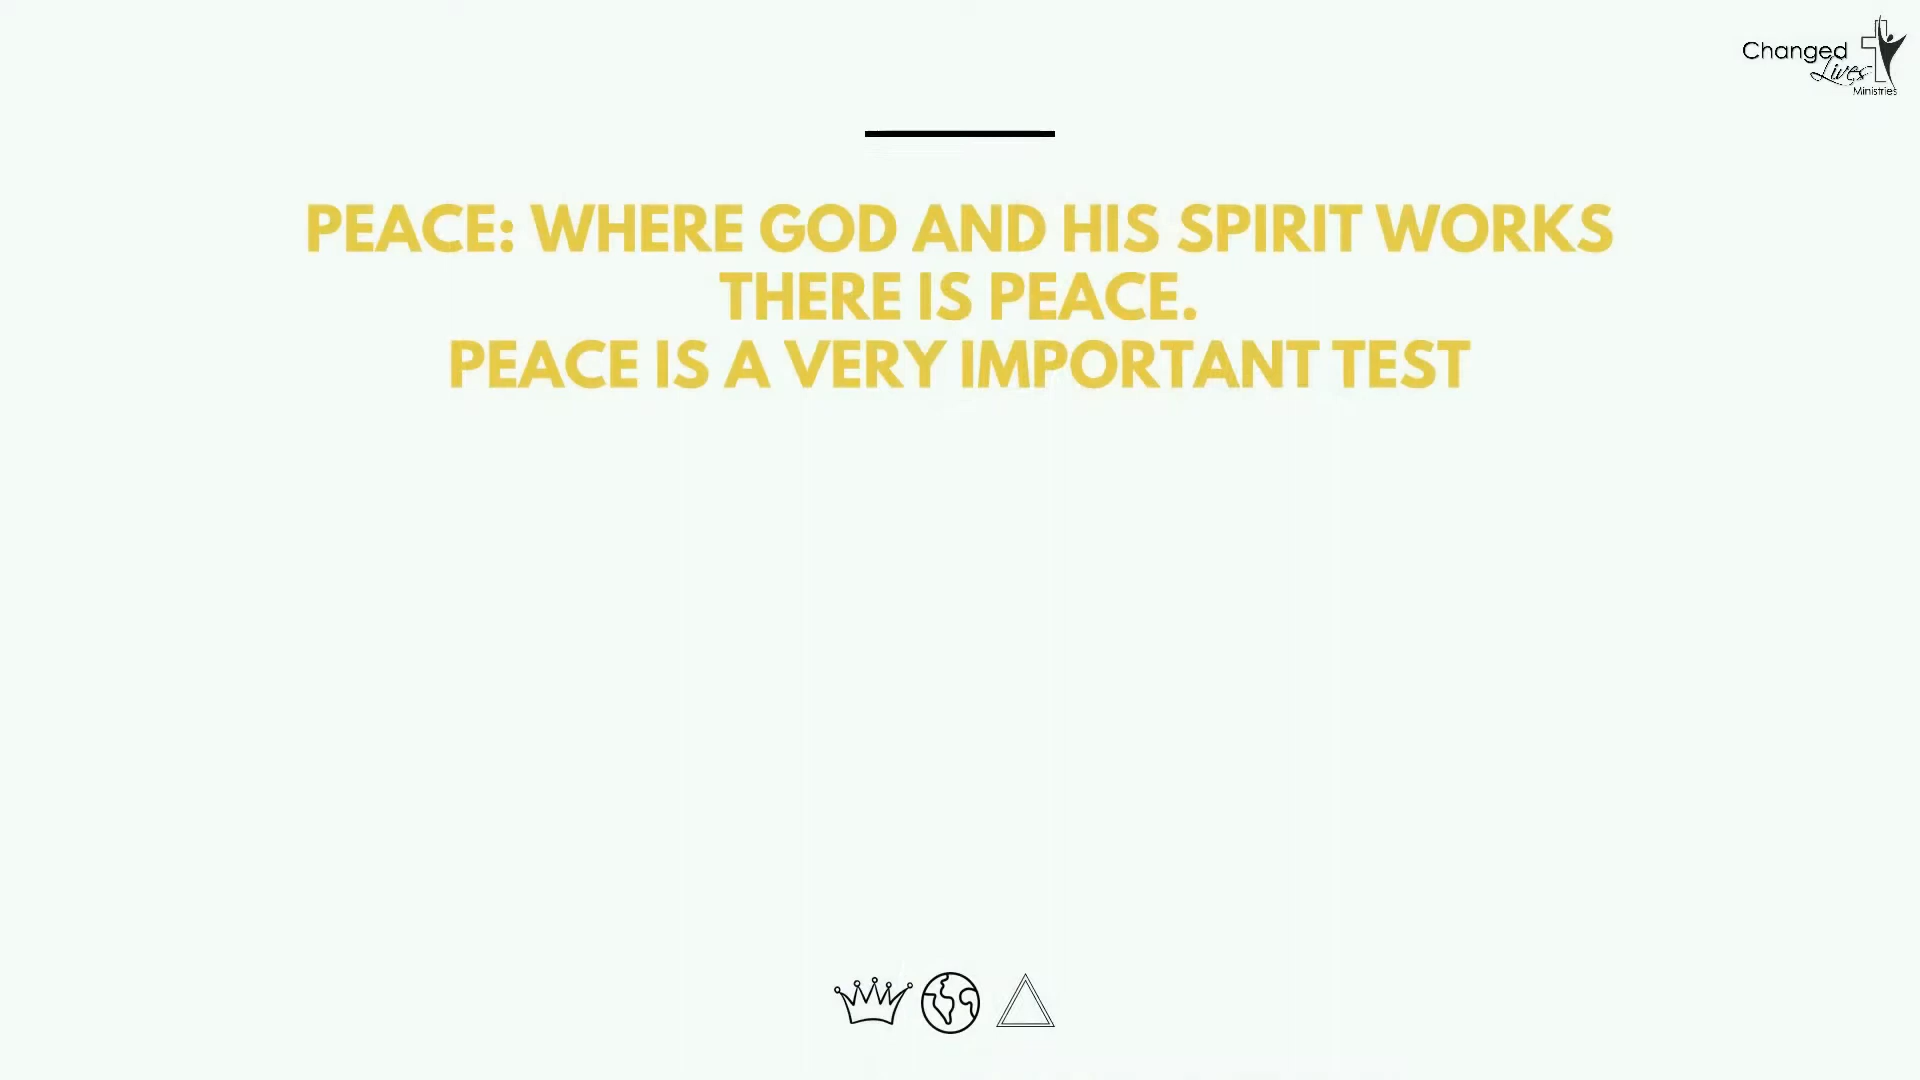 Changed
Lives
Ministries
PEACE: WHERE GOD AND HIS SPIRIT WORKS
THERE IS PEACE.
PEACE IS A VERY IMPORTANT TEST